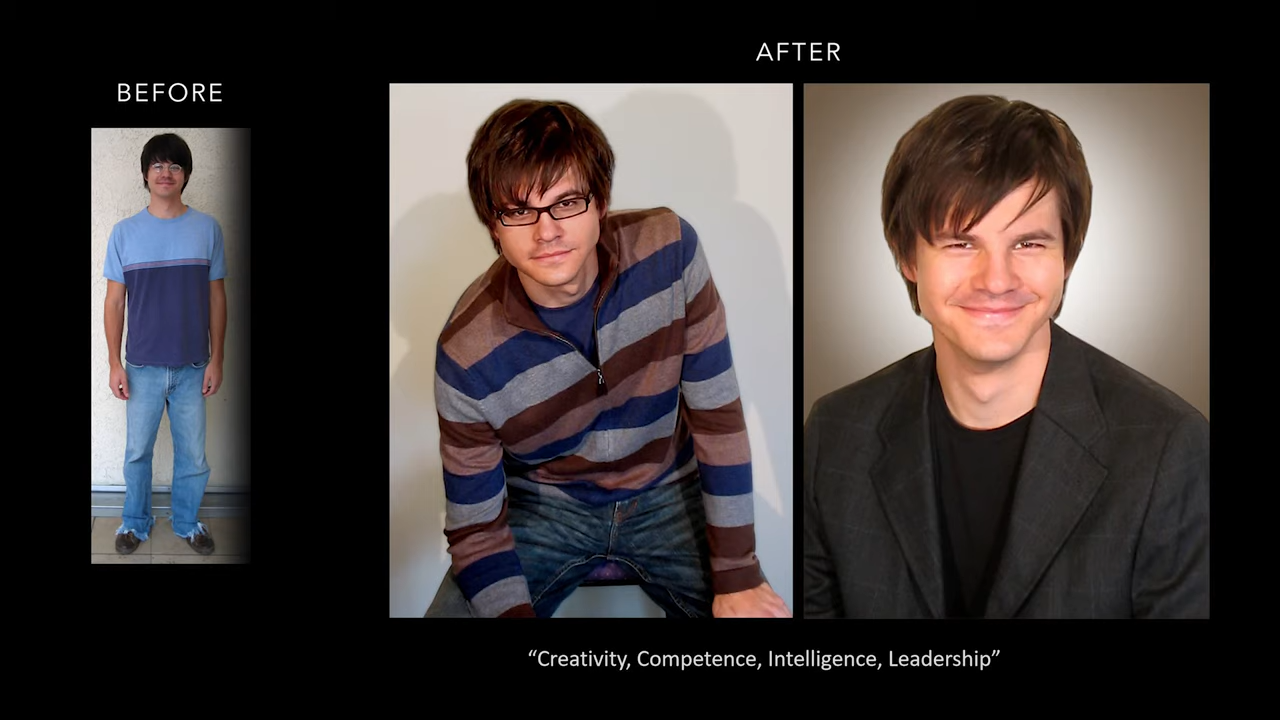 BEFORE
AFTER
“Creativity, Competence, Intelligence, Leadership”